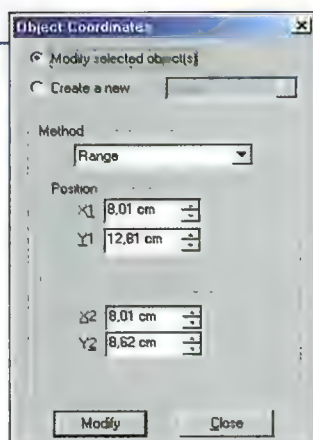 Object Coordinates
Modify selected object(s)
Create a new
Method
Range
Position
X1 8,01 cm
Y1 12,81 cm
X2 8,01 cm
Y2 8,62 cm
Modify Close